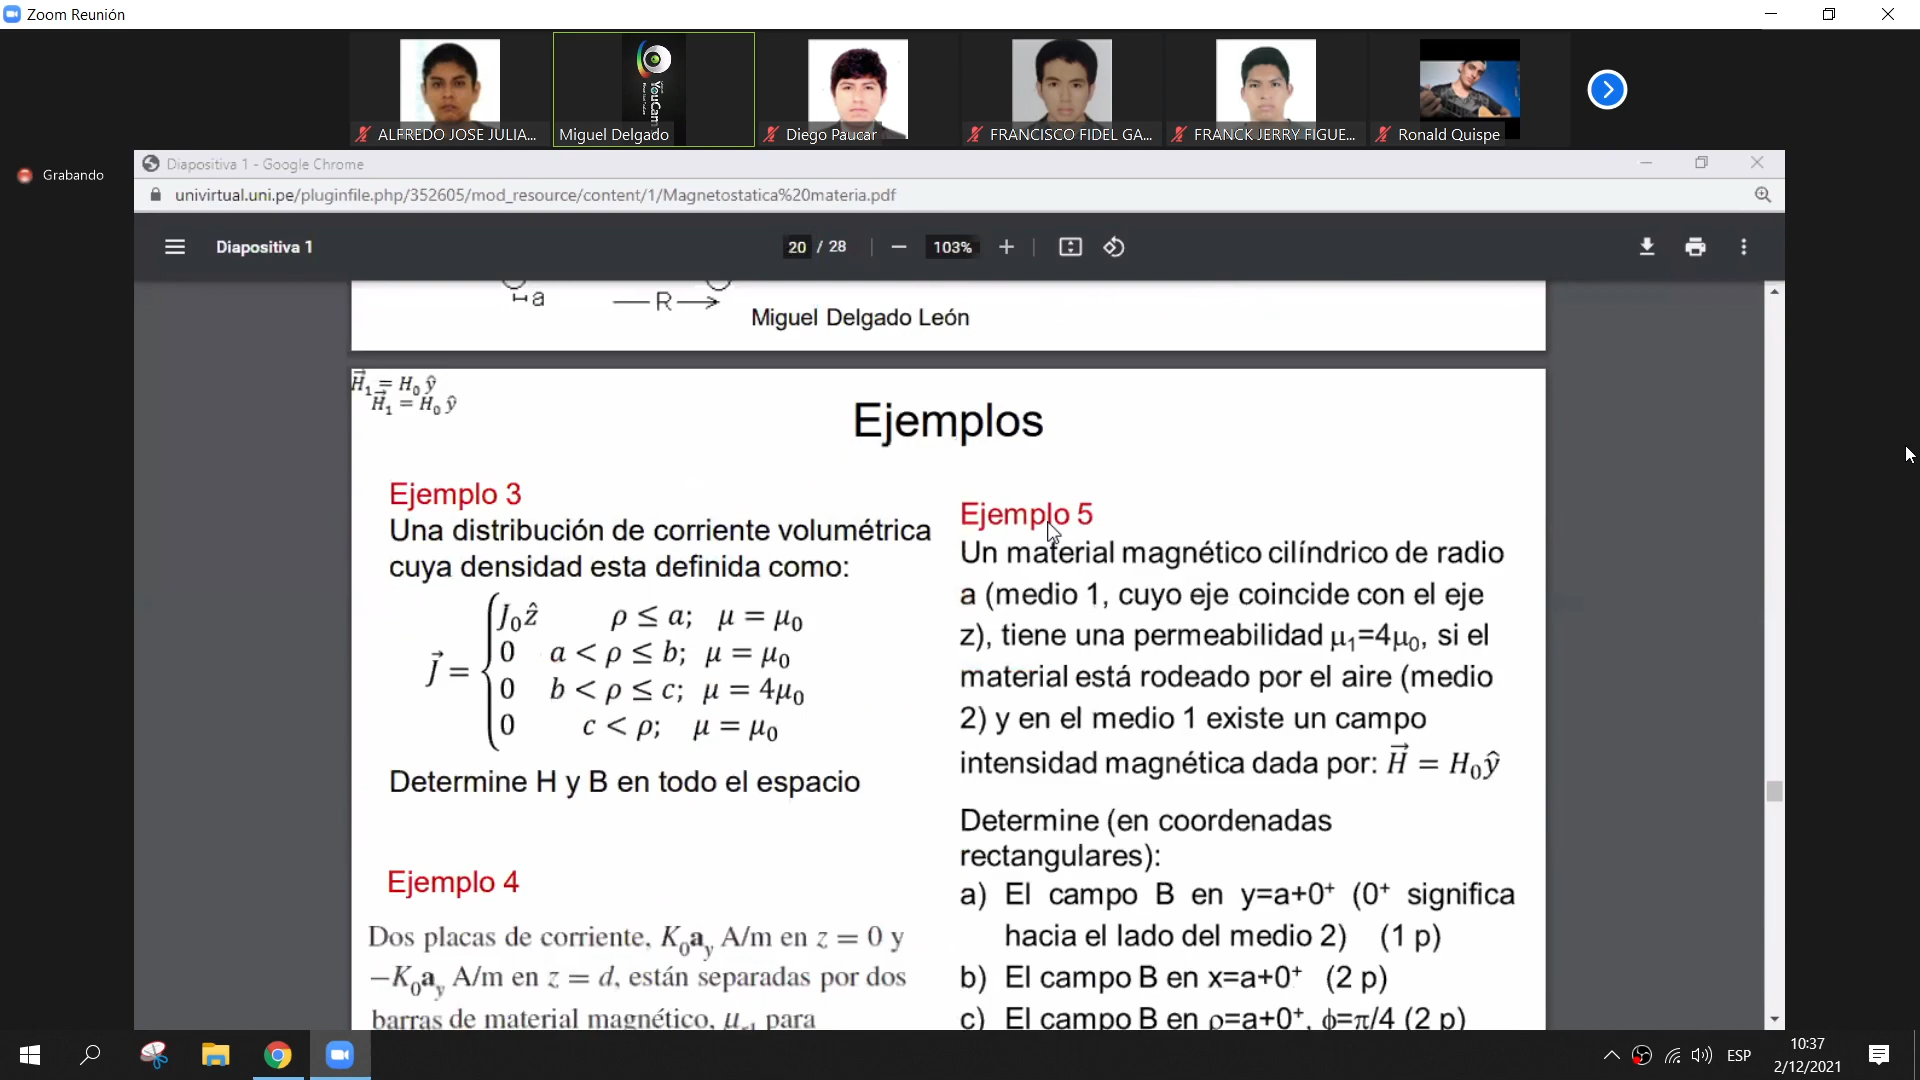 Zoom Reunión
ALFREDO JOSE JULIA...
YouCam
Miguel Delgado
Diego Paucar
FRANCISCO FIDEL GA...
FRANCK JERRY FIGUE...
Ronald Quispe
Grabando
Diapositiva 1 - Google Chrome
univirtual.uni.pe/pluginfile.php/352605/mod_resource/content/1/Magnetostatica%20materia.pdf
Diapositiva 1
20 / 28
103%
a
R
Miguel Delgado León
H⃗₁ = H₀ ŷ
H⃗₁ = H₀ ŷ
Ejemplos
Ejemplo 3
Una distribución de corriente volumétrica
cuya densidad esta definida como:
J⃗ =
J₀ẑ ρ ≤ a; μ = μ₀
0 a < ρ ≤ b; μ = μ₀
0 b < ρ ≤ c; μ = 4μ₀
0 c < ρ; μ = μ₀
Determine H y B en todo el espacio
Ejemplo 4
Dos placas de corriente, K₀a_y A/m en z = 0 y
−K₀a_y A/m en z = d, están separadas por dos
barras de material magnético, μ_r1 para
Ejemplo 5
Un material magnético cilíndrico de radio
a (medio 1, cuyo eje coincide con el eje
z), tiene una permeabilidad μ₁=4μ₀, si el
material está rodeado por el aire (medio
2) y en el medio 1 existe un campo
intensidad magnética dada por: H⃗ = H₀ŷ
Determine (en coordenadas
rectangulares):
a) El campo B en y=a+0⁺ (0⁺ significa
hacia el lado del medio 2) (1 p)
b) El campo B en x=a+0⁺ (2 p)
c) El campo B en ρ=a+0⁺, ϕ=π/4 (2 p)
ESP
10:37
2/12/2021